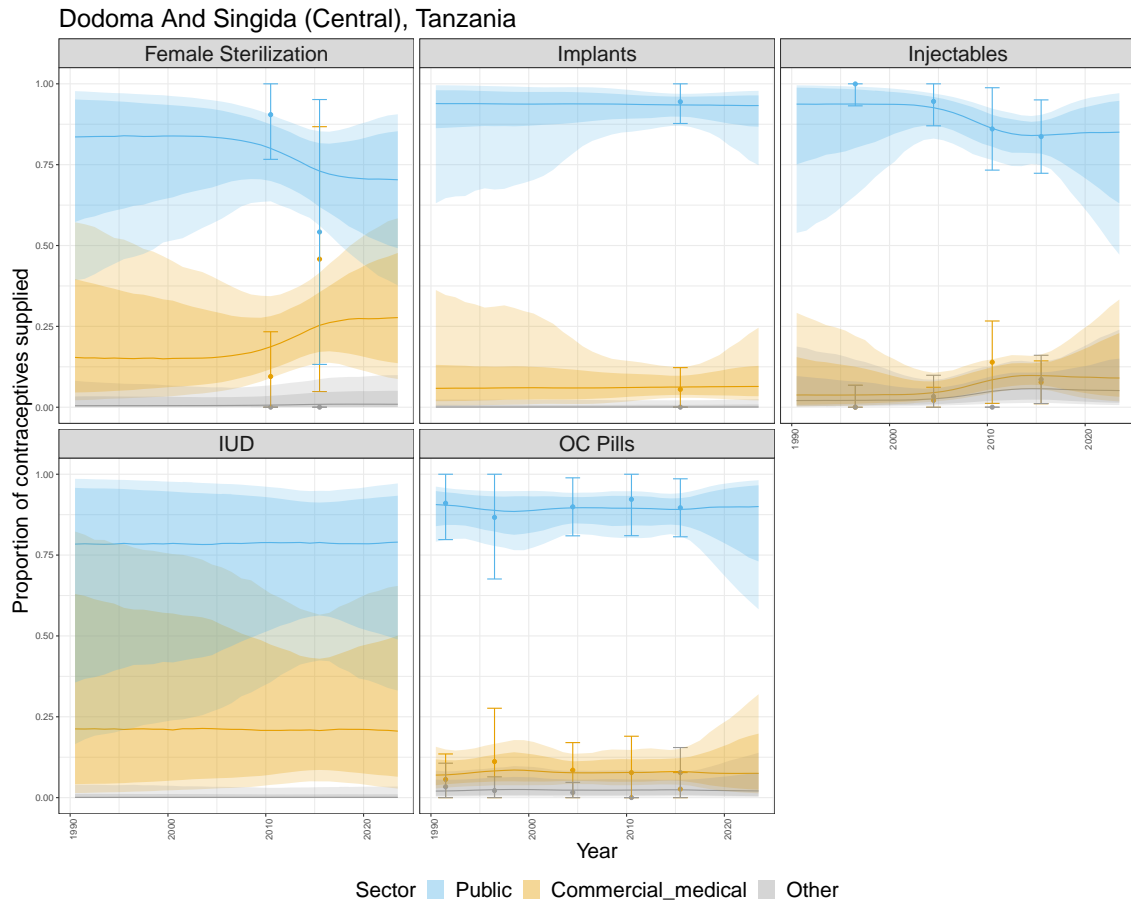 Dodoma And Singida (Central), Tanzania
Female Sterilization
Implants
Injectables
1.00
0.75
0.50
0.25
0.00
1990
2000
2010
2020
IUD
OC Pills
1.00
0.75
0.50
0.25
0.00
1990
2000
2010
2020
1990
2000
2010
2020
Proportion of contraceptives supplied
Year
Sector Public Commercial_medical Other